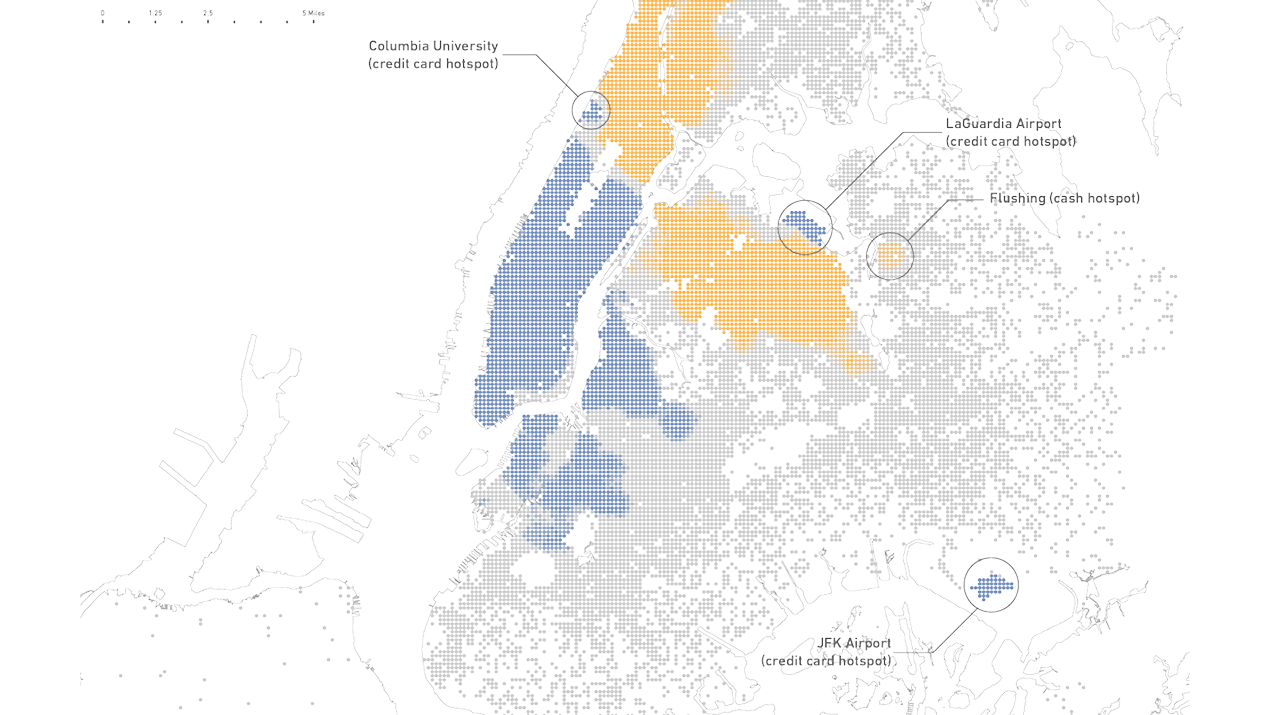 0 1.25 2.5 5 Miles
Columbia University
(credit card hotspot)
LaGuardia Airport
(credit card hotspot)
Flushing (cash hotspot)
JFK Airport
(credit card hotspot)